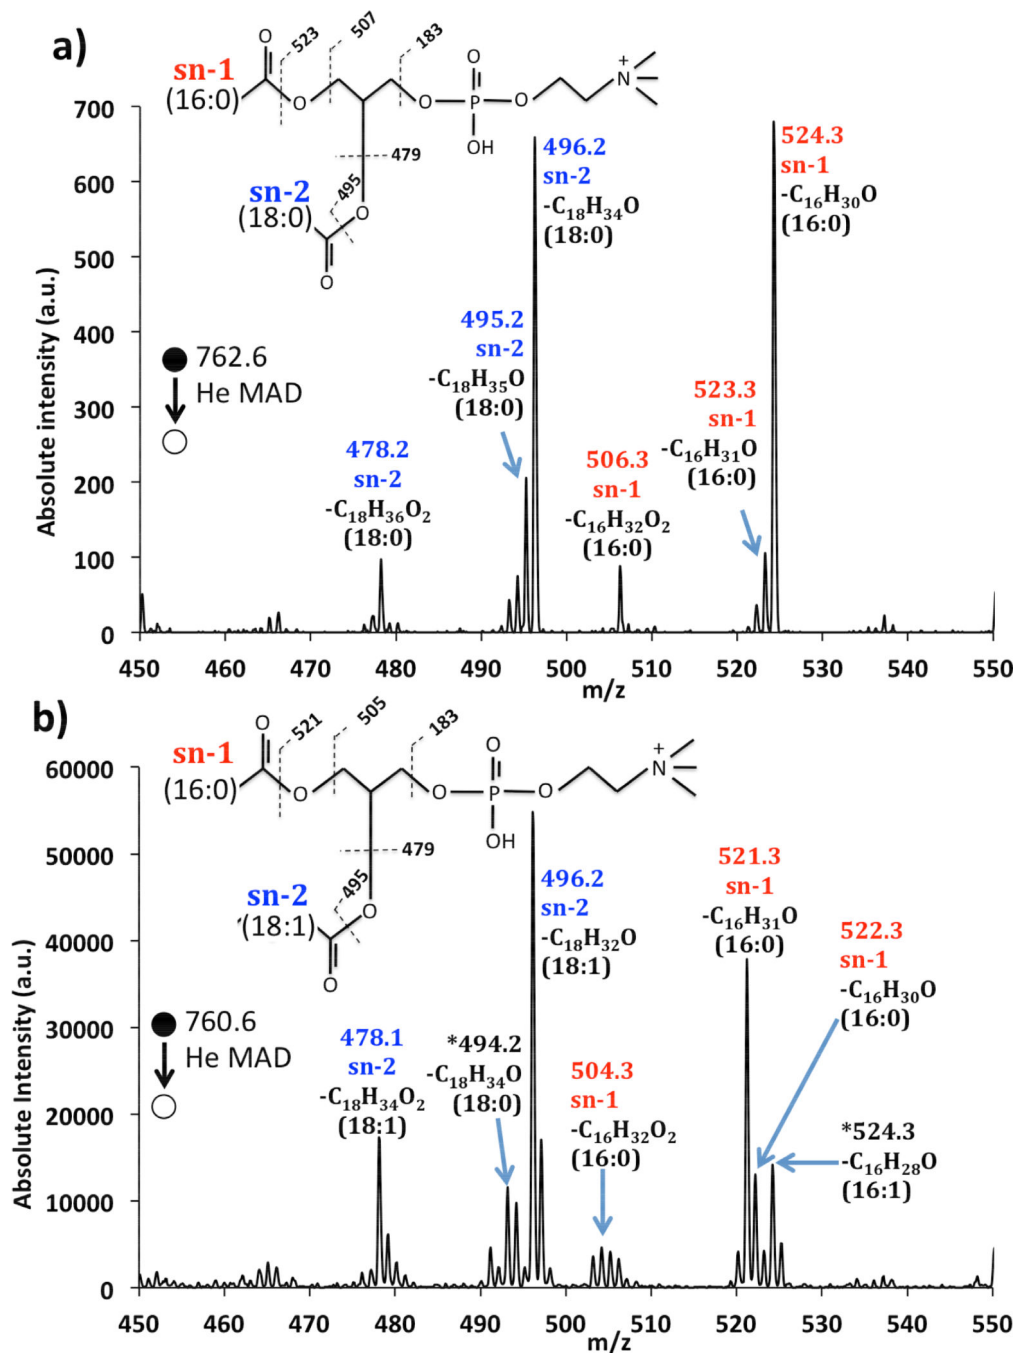 a)
523
507
183
O
O
sn-1
(16:0)
O
O
P
O
N
+
OH
479
495
sn-2
(18:0)
O
O
700
600
500
400
300
200
100
0
Absolute intensity (a.u.)
762.6
He MAD
478.2
sn-2
-C₁₈H₃₆O₂
(18:0)
495.2
sn-2
-C₁₈H₃₅O
(18:0)
496.2
sn-2
-C₁₈H₃₄O
(18:0)
506.3
sn-1
-C₁₆H₃₂O₂
(16:0)
523.3
sn-1
-C₁₆H₃₁O
(16:0)
524.3
sn-1
-C₁₆H₃₀O
(16:0)
450 460 470 480 490 500 510 520 530 540 550
m/z
b)
521
505
183
O
O
sn-1
(16:0)
O
O
P
O
N
+
OH
479
495
sn-2
(18:1)
O
O
60000
50000
40000
30000
20000
10000
0
Absolute Intensity (a.u.)
760.6
He MAD
478.1
sn-2
-C₁₈H₃₄O₂
(18:1)
*494.2
-C₁₈H₃₄O
(18:0)
496.2
sn-2
-C₁₈H₃₂O
(18:1)
504.3
sn-1
-C₁₆H₃₂O₂
(16:0)
521.3
sn-1
-C₁₆H₃₁O
(16:0)
522.3
sn-1
-C₁₆H₃₀O
(16:0)
*524.3
-C₁₆H₂₈O
(16:1)
450 460 470 480 490 500 510 520 530 540 550
m/z